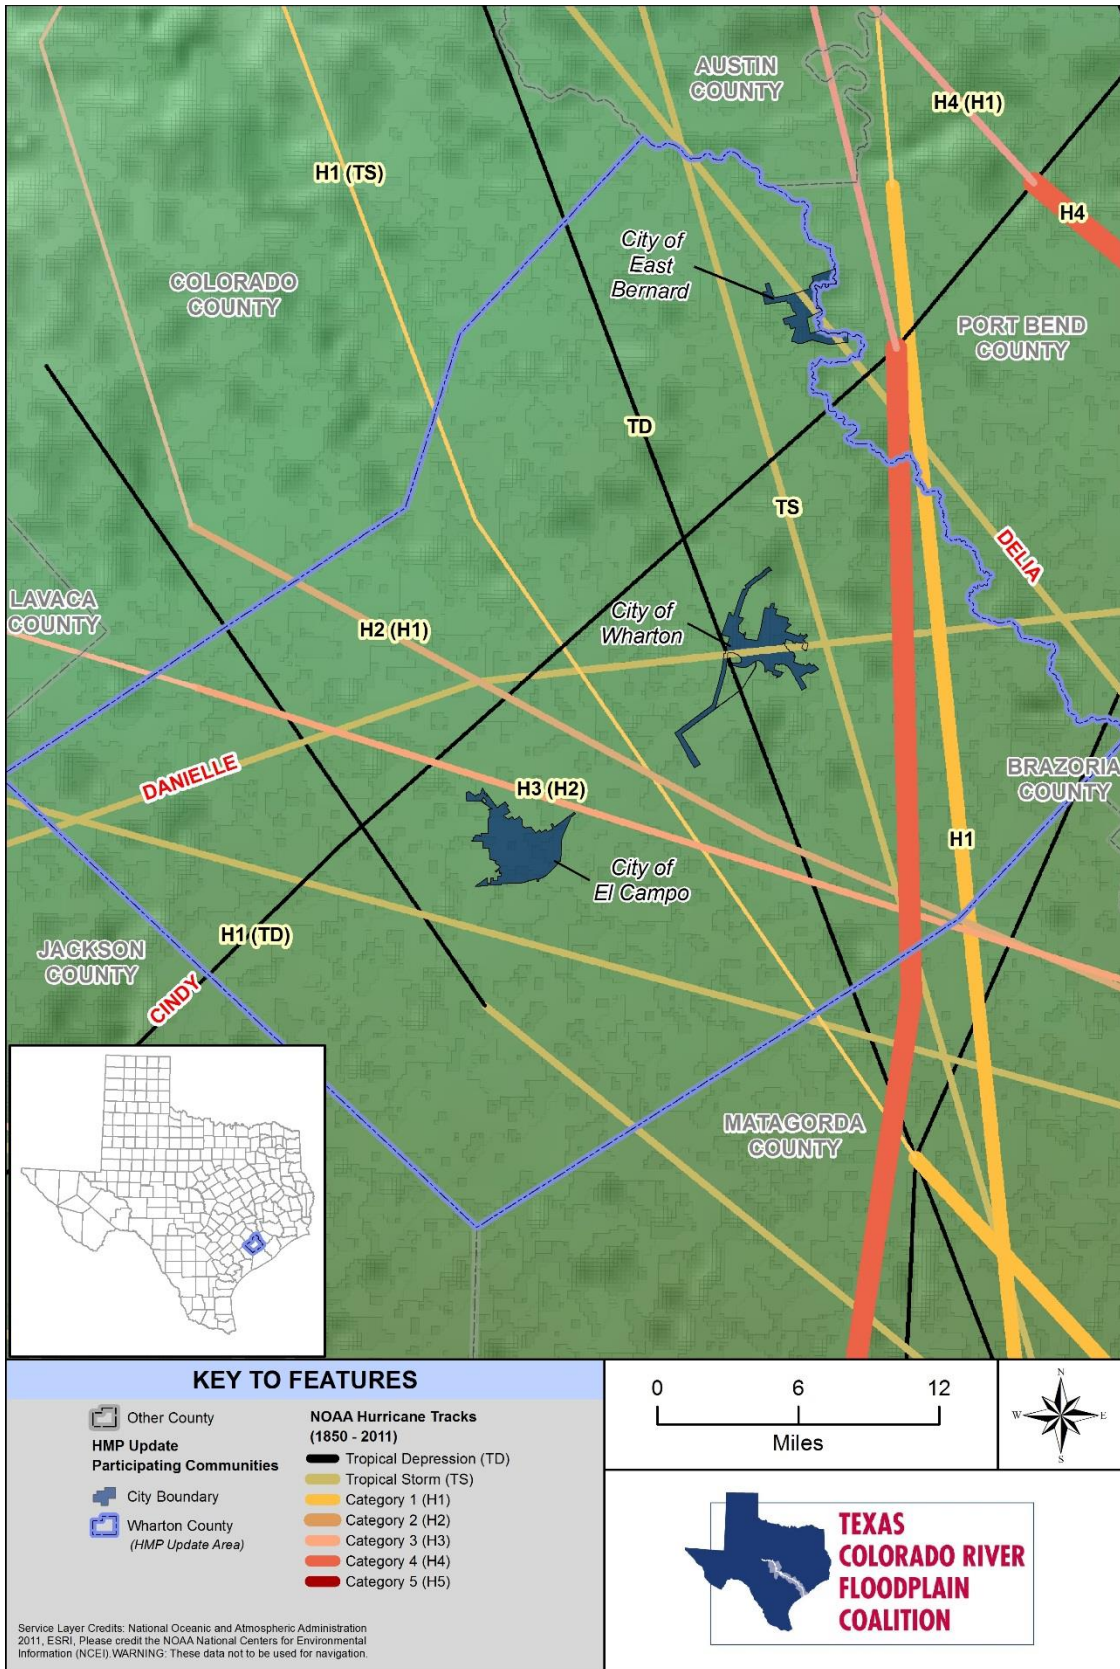 AUSTIN
COUNTY
H4 (H1)
H1 (TS)
H4
City of
East
Bernard
COLORADO
COUNTY
PORT BEND
COUNTY
TD
TS
DELIA
LAVACA
COUNTY
H2 (H1)
City of
Wharton
DANIELLE
H3 (H2)
BRAZORIA
COUNTY
H1
City of
El Campo
H1 (TD)
JACKSON
COUNTY
CINDY
MATAGORDA
COUNTY
KEY TO FEATURES
Other County
HMP Update
Participating Communities
City Boundary
Wharton County
(HMP Update Area)
NOAA Hurricane Tracks
(1850 - 2011)
Tropical Depression (TD)
Tropical Storm (TS)
Category 1 (H1)
Category 2 (H2)
Category 3 (H3)
Category 4 (H4)
Category 5 (H5)
Service Layer Credits: National Oceanic and Atmospheric Administration
2011, ESRI, Please credit the NOAA National Centers for Environmental
Information (NCEI).WARNING: These data not to be used for navigation.
0 6 12
Miles
N
W E
S
TEXAS
COLORADO RIVER
FLOODPLAIN
COALITION